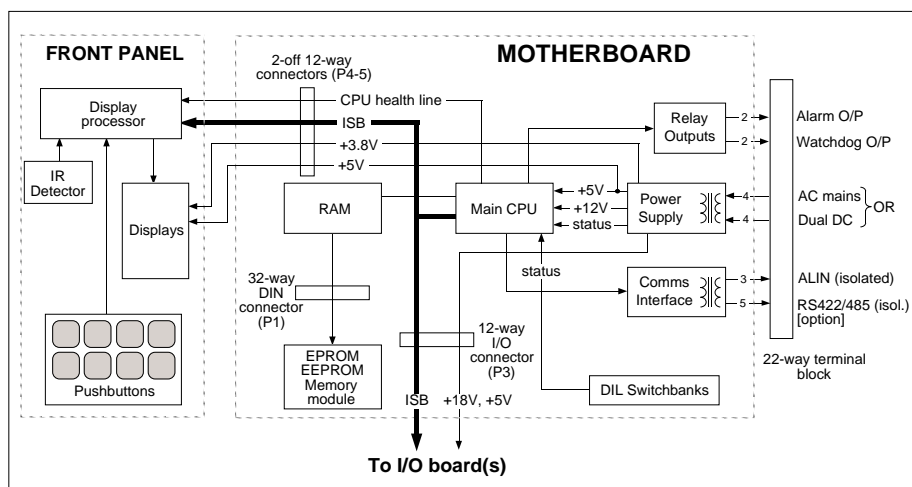 FRONT PANEL
MOTHERBOARD
2-off 12-way
connectors (P4-5)
Display
processor
CPU health line
ISB
+3.8V
+5V
IR
Detector
Displays
Pushbuttons
RAM
Main CPU
+5V
+12V
status
Power
Supply
Relay
Outputs
2
2
Alarm O/P
Watchdog O/P
4
4
AC mains
Dual DC
OR
status
Comms
Interface
3
5
ALIN (isolated)
RS422/485 (isol.)
[option]
22-way terminal
block
32-way
DIN
connector
(P1)
EPROM
EEPROM
Memory
module
12-way
I/O
connector
(P3)
DIL Switchbanks
ISB
+18V, +5V
To I/O board(s)